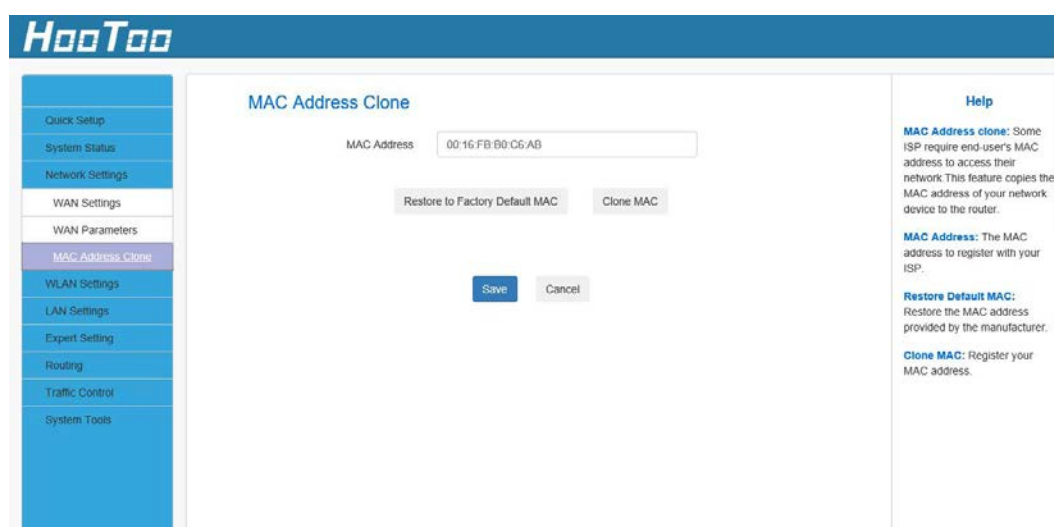 HooToo
Quick Setup
System Status
Network Settings
WAN Settings
WAN Parameters
MAC Address Clone
WLAN Settings
LAN Settings
Expert Setting
Routing
Traffic Control
System Tools
MAC Address Clone
MAC Address 00:16:FB:B0:C6:AB
Restore to Factory Default MAC Clone MAC
Save Cancel
Help
MAC Address clone: Some
ISP require end-user's MAC
address to access their
network.This feature copies the
MAC address of your network
device to the router.
MAC Address: The MAC
address to register with your
ISP.
Restore Default MAC:
Restore the MAC address
provided by the manufacturer.
Clone MAC: Register your
MAC address.